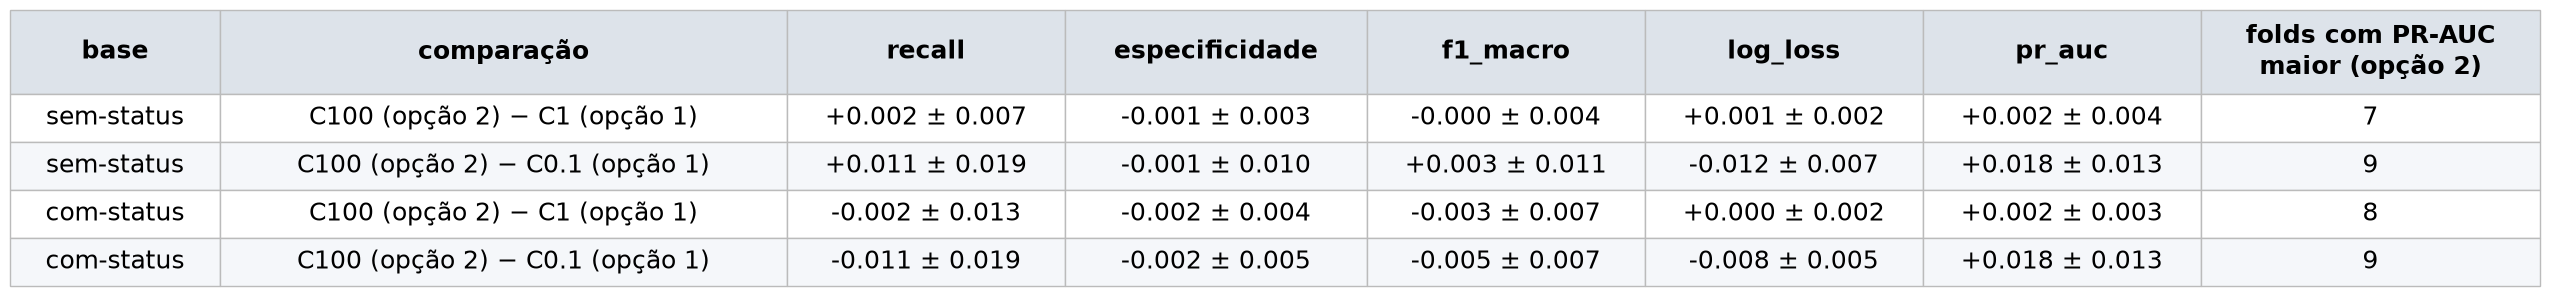 base comparação recall especificidade f1_macro log_loss pr_auc folds com PR-AUC
maior (opção 2)
sem-status C100 (opção 2) − C1 (opção 1) +0.002 ± 0.007 -0.001 ± 0.003 -0.000 ± 0.004 +0.001 ± 0.002 +0.002 ± 0.004 7
sem-status C100 (opção 2) − C0.1 (opção 1) +0.011 ± 0.019 -0.001 ± 0.010 +0.003 ± 0.011 -0.012 ± 0.007 +0.018 ± 0.013 9
com-status C100 (opção 2) − C1 (opção 1) -0.002 ± 0.013 -0.002 ± 0.004 -0.003 ± 0.007 +0.000 ± 0.002 +0.002 ± 0.003 8
com-status C100 (opção 2) − C0.1 (opção 1) -0.011 ± 0.019 -0.002 ± 0.005 -0.005 ± 0.007 -0.008 ± 0.005 +0.018 ± 0.013 9